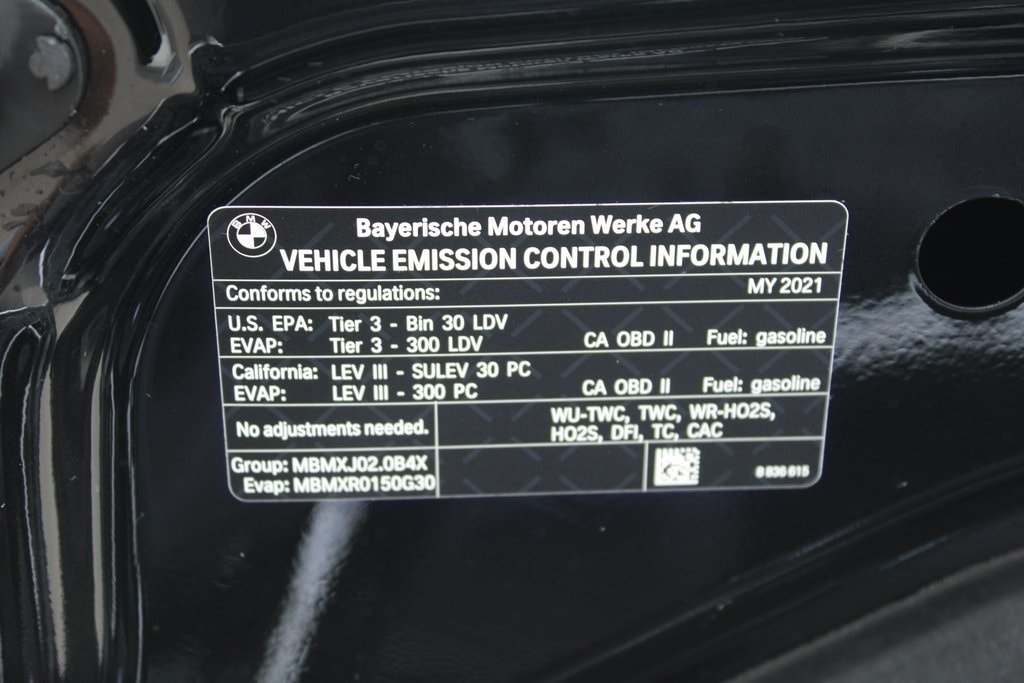 BMW
Bayerische Motoren Werke AG
VEHICLE EMISSION CONTROL INFORMATION
Conforms to regulations: MY 2021
U.S. EPA: Tier 3 - Bin 30 LDV
EVAP: Tier 3 - 300 LDV CA OBD II Fuel: gasoline
California: LEV III - SULEV 30 PC
EVAP: LEV III - 300 PC CA OBD II Fuel: gasoline
No adjustments needed.
WU-TWC, TWC, WR-HO2S,
HO2S, DFI, TC, CAC
Group: MBMXJ02.0B4X
Evap: MBMXR0150G30
8 836 615